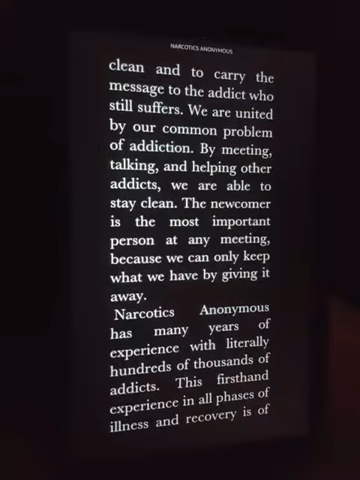 NARCOTICS ANONYMOUS
clean and to carry the
message to the addict who
still suffers. We are united
by our common problem
of addiction. By meeting,
talking, and helping other
addicts, we are able to
stay clean. The newcomer
is the most important
person at any meeting,
because we can only keep
what we have by giving it
away.
Narcotics Anonymous
has many years of
experience with literally
hundreds of thousands of
addicts. This firsthand
experience in all phases of
illness and recovery is of